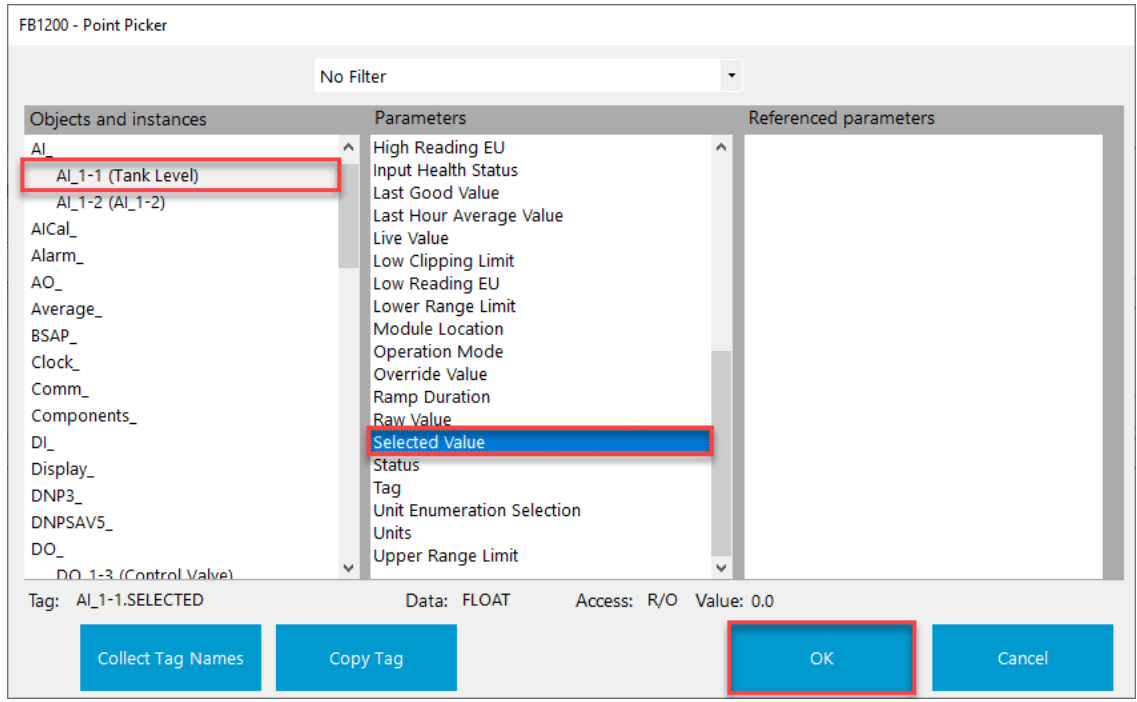 FB1200 - Point Picker
No Filter
Objects and instances
AI_
AI_1-1 (Tank Level)
AI_1-2 (AI_1-2)
AICal_
Alarm_
AO_
Average_
BSAP_
Clock_
Comm_
Components_
DI_
Display_
DNP3_
DNPSAV5_
DO_
DO_1-3 (Control Valve)
Parameters
High Reading EU
Input Health Status
Last Good Value
Last Hour Average Value
Live Value
Low Clipping Limit
Low Reading EU
Lower Range Limit
Module Location
Operation Mode
Override Value
Ramp Duration
Raw Value
Selected Value
Status
Tag
Unit Enumeration Selection
Units
Upper Range Limit
Referenced parameters
Tag: AI_1-1.SELECTED Data: FLOAT Access: R/O Value: 0.0
Collect Tag Names Copy Tag OK Cancel